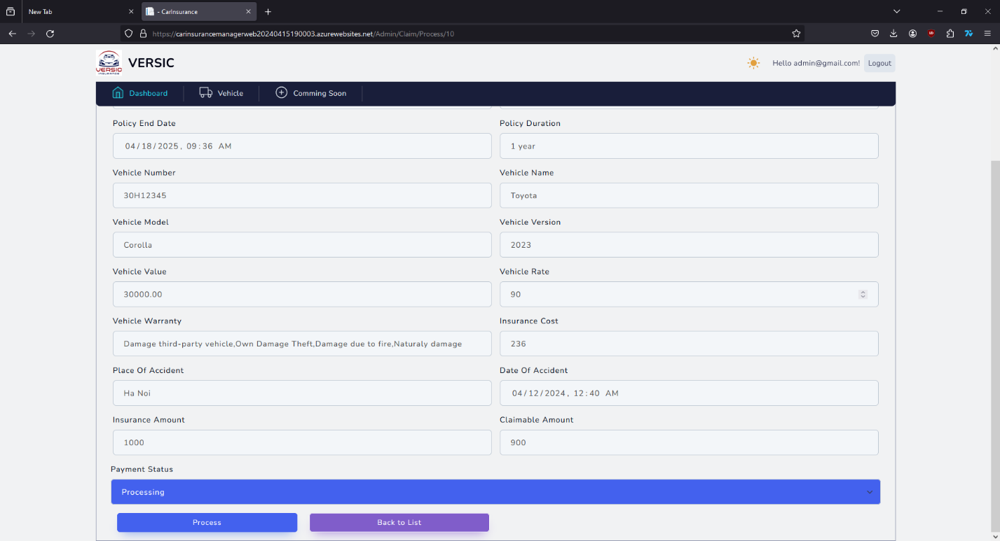 New Tab
- CarInsurance
https://carinsurancemanagerweb20240415190003.azurewebsites.net/Admin/Claim/Process/10
VERSIC
INSURANCE
VERSIC
Hello admin@gmail.com!
Logout
Dashboard
Vehicle
Comming Soon
Policy End Date
Policy Duration
04/18/2025, 09:36 AM
1 year
Vehicle Number
Vehicle Name
30H12345
Toyota
Vehicle Model
Vehicle Version
Corolla
2023
Vehicle Value
Vehicle Rate
30000.00
90
Vehicle Warranty
Insurance Cost
Damage third-party vehicle,Own Damage Theft,Damage due to fire,Naturaly damage
236
Place Of Accident
Date Of Accident
Ha Noi
04/12/2024, 12:40 AM
Insurance Amount
Claimable Amount
1000
900
Payment Status
Processing
Process
Back to List